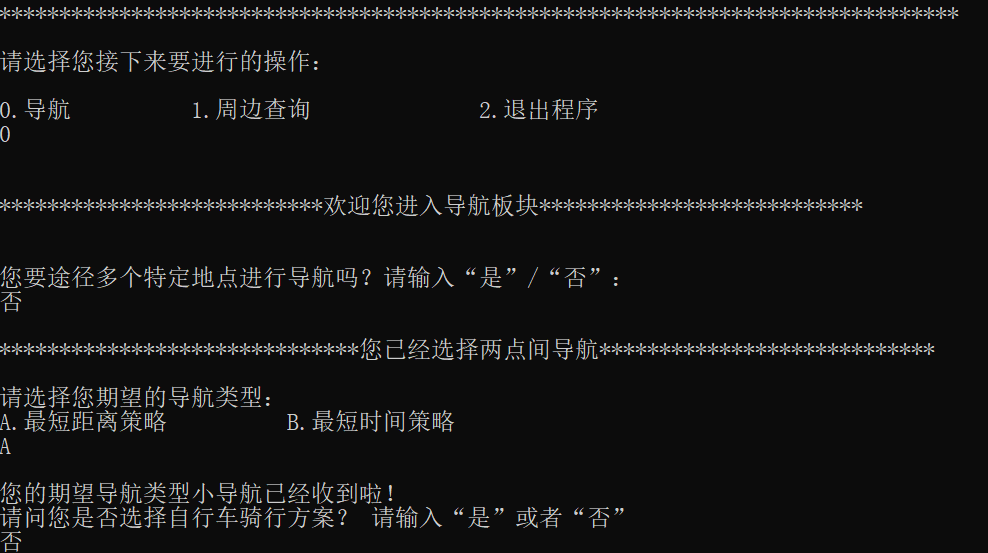 ********************************************************************************
请选择您接下来要进行的操作：
0.导航          1.周边查询              2.退出程序
0
***************************欢迎您进入导航板块***************************
您要途径多个特定地点进行导航吗？请输入“是”/“否”：
否
******************************您已经选择两点间导航****************************
请选择您期望的导航类型：
A.最短距离策略          B.最短时间策略
A
您的期望导航类型小导航已经收到啦！
请问您是否选择自行车骑行方案？ 请输入“是”或者“否”
否